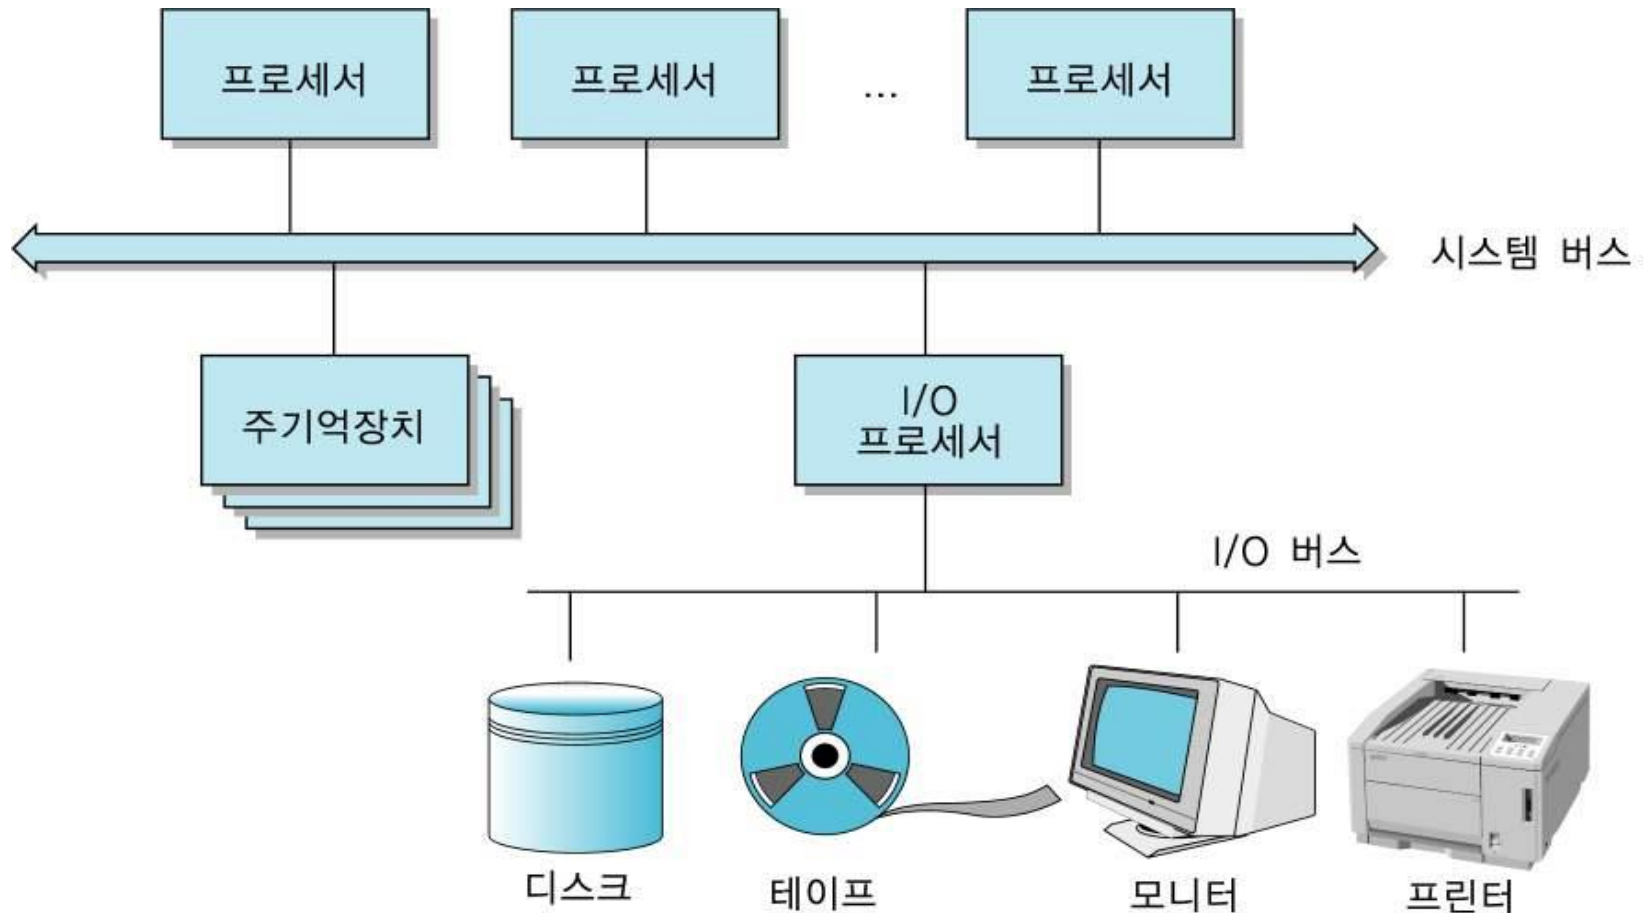 프로세서
프로세서
...
프로세서
시스템 버스
주기억장치
I/O
프로세서
I/O 버스
디스크
테이프
모니터
프린터